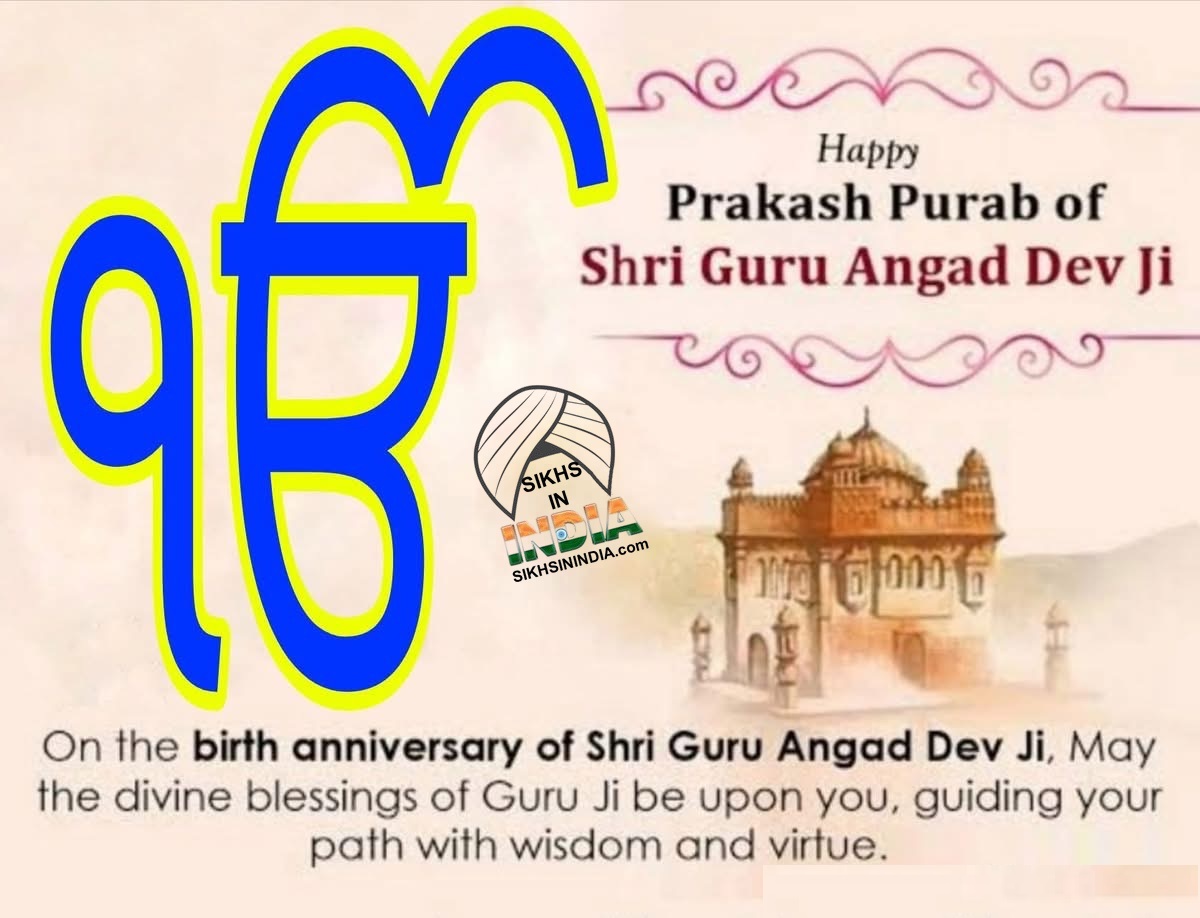 ੴ
Happy
Prakash Purab of
Shri Guru Angad Dev Ji
SIKHS
IN
INDIA
SIKHSININDIA.com
On the birth anniversary of Shri Guru Angad Dev Ji, May
the divine blessings of Guru Ji be upon you, guiding your
path with wisdom and virtue.